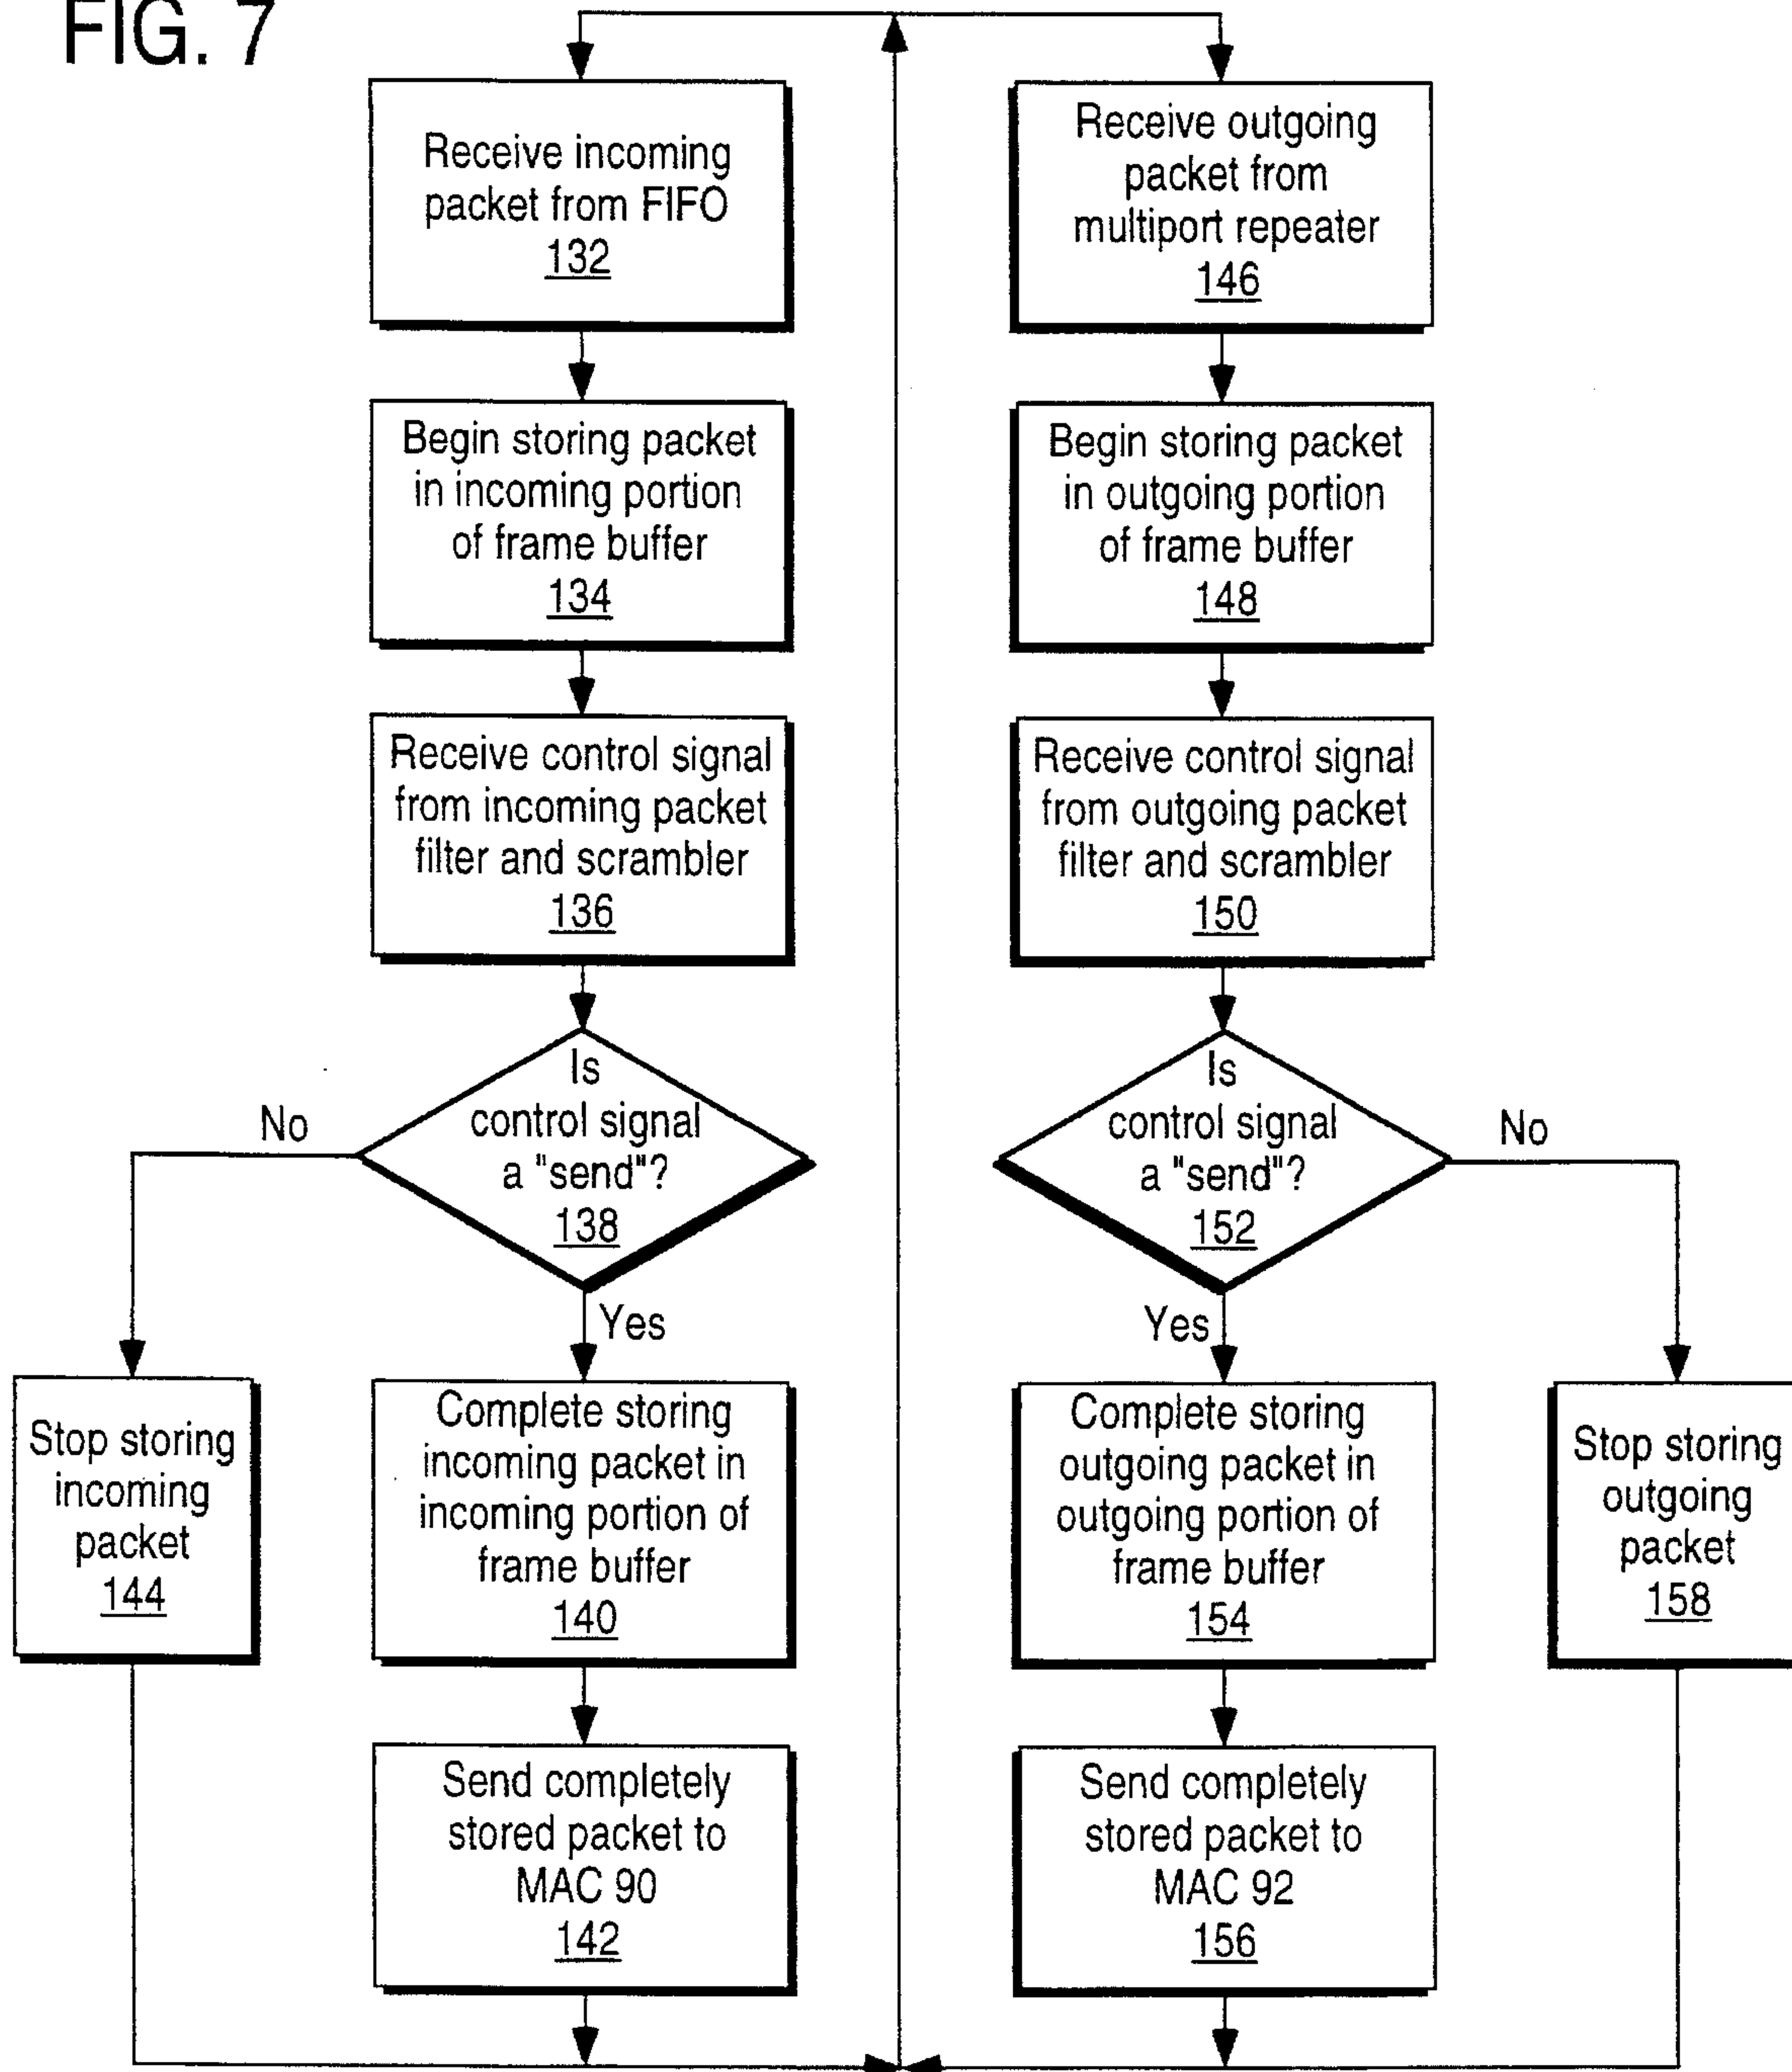 FIG. 7
Receive incoming
packet from FIFO
132
Begin storing packet
in incoming portion
of frame buffer
134
Receive control signal
from incoming packet
filter and scrambler
136
Is
control signal
a "send"?
138
No
Yes
Stop storing
incoming
packet
144
Complete storing
incoming packet in
incoming portion of
frame buffer
140
Send completely
stored packet to
MAC 90
142
Receive outgoing
packet from
multiport repeater
146
Begin storing packet
in outgoing portion
of frame buffer
148
Receive control signal
from outgoing packet
filter and scrambler
150
Is
control signal
a "send"?
152
No
Yes
Complete storing
outgoing packet in
outgoing portion of
frame buffer
154
Stop storing
outgoing
packet
158
Send completely
stored packet to
MAC 92
156